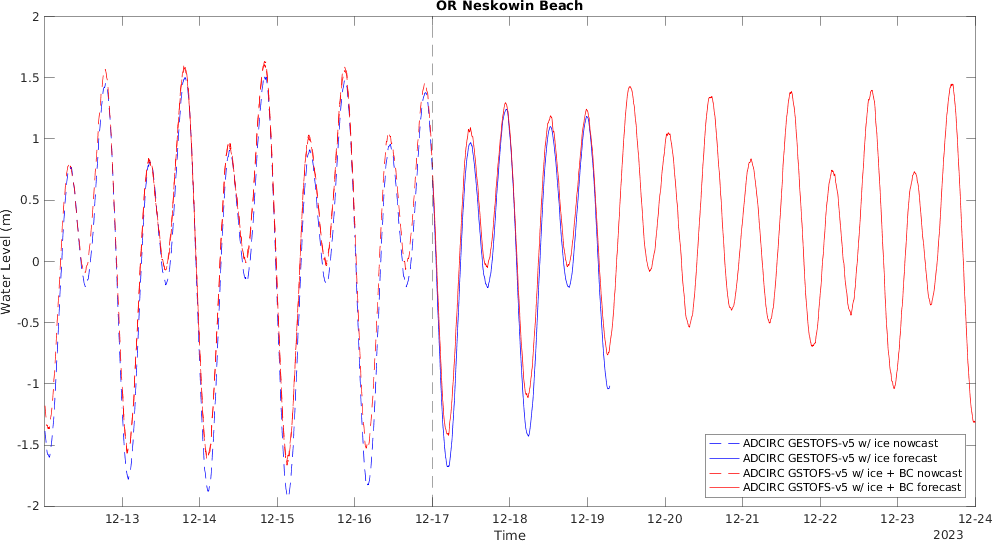 OR Neskowin Beach
2
1.5
1
0.5
0
-0.5
-1
-1.5
-2
Water Level (m)
ADCIRC GESTOFS-v5 w/ ice nowcast
ADCIRC GESTOFS-v5 w/ ice forecast
ADCIRC GSTOFS-v5 w/ ice + BC nowcast
ADCIRC GSTOFS-v5 w/ ice + BC forecast
12-13 12-14 12-15 12-16 12-17 12-18 12-19 12-20 12-21 12-22 12-23 12-24
Time
2023